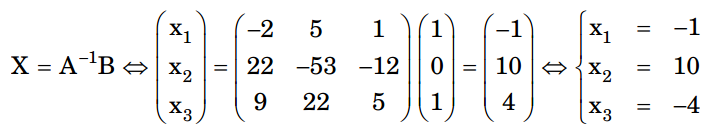 X = A⁻¹B ⇔ (x₁ x₂ x₃) = (−2 5 1 22 −53 −12 9 22 5) (1 0 1) = (−1 10 4) ⇔ { x₁ = −1 x₂ = 10 x₃ = −4